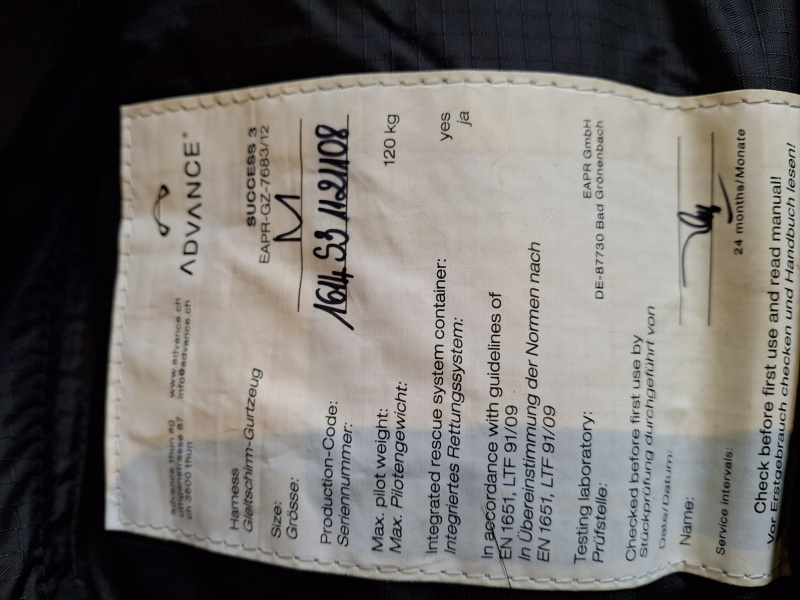 advance thun ag
uttigenstrasse 87
ch 3600 thun
www.advance.ch
info@advance.ch
ADVANCE
Harness SUCCESS 3
Gleitschirm-Gurtzeug EAPR-GZ-7683/12
Size: M
Grösse:
Production-Code:
Seriennummer:
Max. pilot weight: 120 kg
Max. Pilotengewicht:
Integrated rescue system container: yes
Integriertes Rettungssystem: ja
In accordance with guidelines of
EN 1651, LTF 91/09
In Übereinstimmung der Normen nach
EN 1651, LTF 91/09
Testing laboratory: EAPR GmbH
Prüfstelle: DE-87730 Bad Grönenbach
Checked before first use by
Stückprüfung durchgeführt von
Date/Datum:
Name:
Service Intervals: 24 months/Monate
Check before first use and read manual!
Vor Erstgebrauch checken und Handbuch lesen!